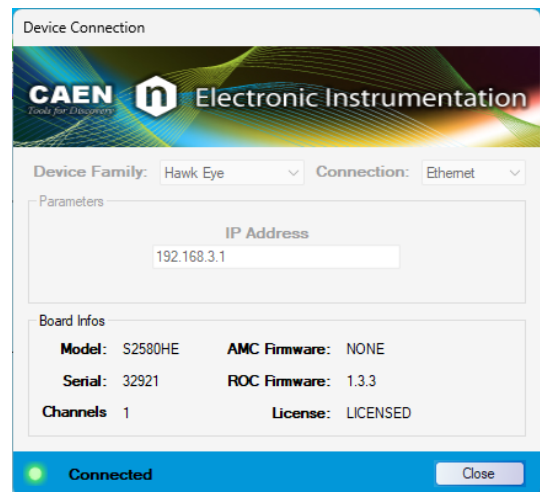 Device Connection
CAEN n Electronic Instrumentation
Tools for Discovery
Device Family: Hawk Eye Connection: Ethernet
Parameters
IP Address
192.168.3.1
Board Infos
Model: S2580HE AMC Firmware: NONE
Serial: 32921 ROC Firmware: 1.3.3
Channels 1 License: LICENSED
Connected Close